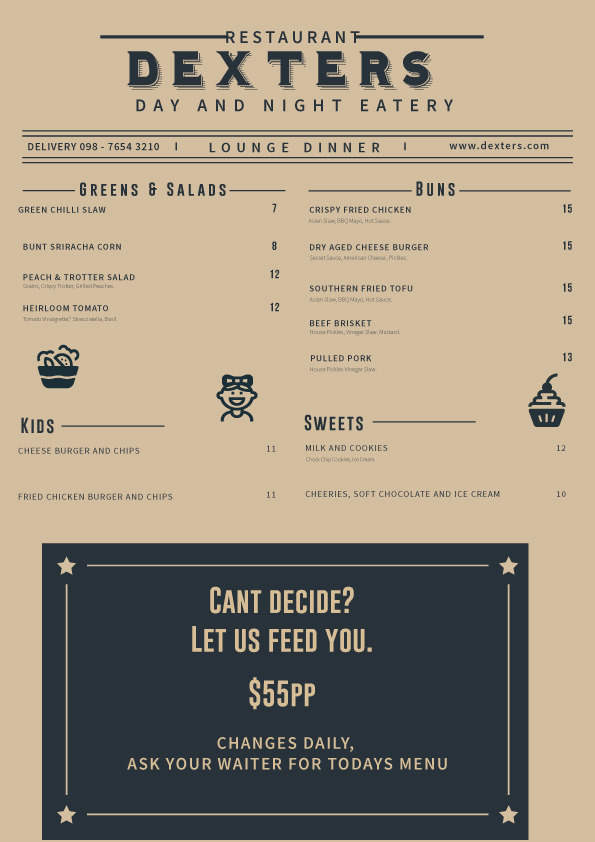 RESTAURANT
DEXTERS
DAY AND NIGHT EATERY
DELIVERY 098 - 7654 3210 I LOUNGE DINNER I www.dexters.com
GREENS & SALADS
GREEN CHILLI SLAW 7
BUNT SRIRACHA CORN 8
PEACH & TROTTER SALAD 12
Grains, Crispy Trotter, Grilled Peaches.
HEIRLOOM TOMATO 12
Tomato Vinaigrette," Stracciatella, Basil.
BUNS
CRISPY FRIED CHICKEN 15
Asian Slaw, BBQ Mayo, Hot Sauce.
DRY AGED CHEESE BURGER 15
Secret Sauce, American Cheese, Pickles.
SOUTHERN FRIED TOFU 15
Asian Slaw, BBQ Mayo, Hot Sauce.
BEEF BRISKET 15
House Pickles, Vinegar Slaw, Mustard.
PULLED PORK 13
House Pickles Vinegar Slaw.
KIDS
CHEESE BURGER AND CHIPS 11
FRIED CHICKEN BURGER AND CHIPS 11
SWEETS
MILK AND COOKIES 12
Chock Chip Cookies, Ice Cream.
CHEERIES, SOFT CHOCOLATE AND ICE CREAM 10
CANT DECIDE?
LET US FEED YOU.
$55PP
CHANGES DAILY,
ASK YOUR WAITER FOR TODAYS MENU